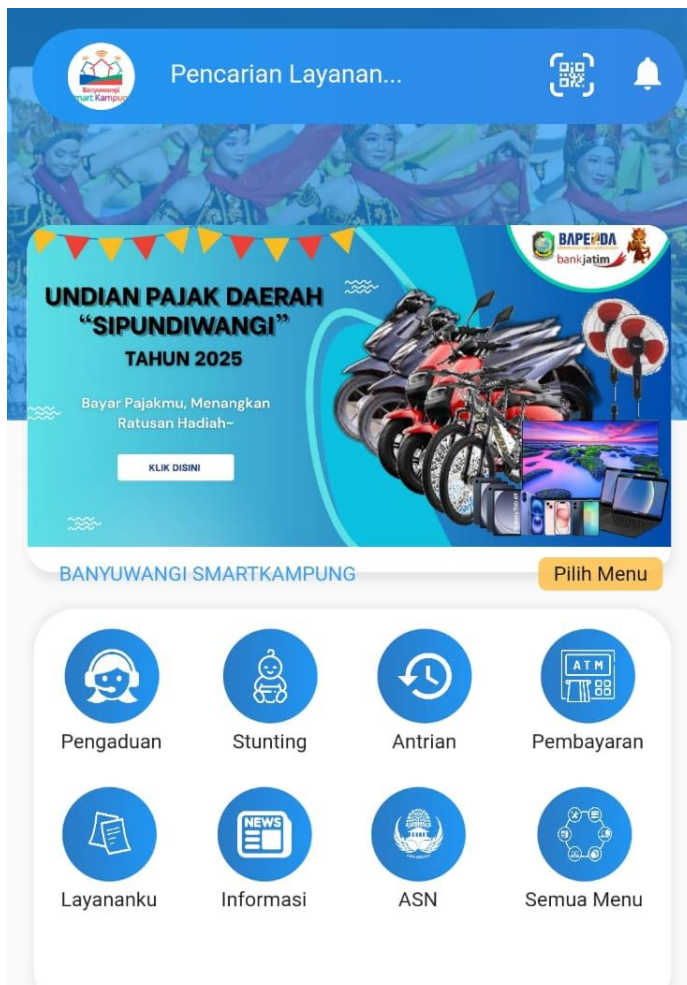 Banyuwangi
Smart Kampung
Pencarian Layanan...
BAPENDA
bankjatim
UNDIAN PAJAK DAERAH
“SIPUNDIWANGI”
TAHUN 2025
Bayar Pajakmu, Menangkan
Ratusan Hadiah~
KLIK DISINI
BANYUWANGI SMARTKAMPUNG
Pilih Menu
ATM
Pengaduan
Stunting
Antrian
Pembayaran
NEWS
Layananku
Informasi
ASN
Semua Menu